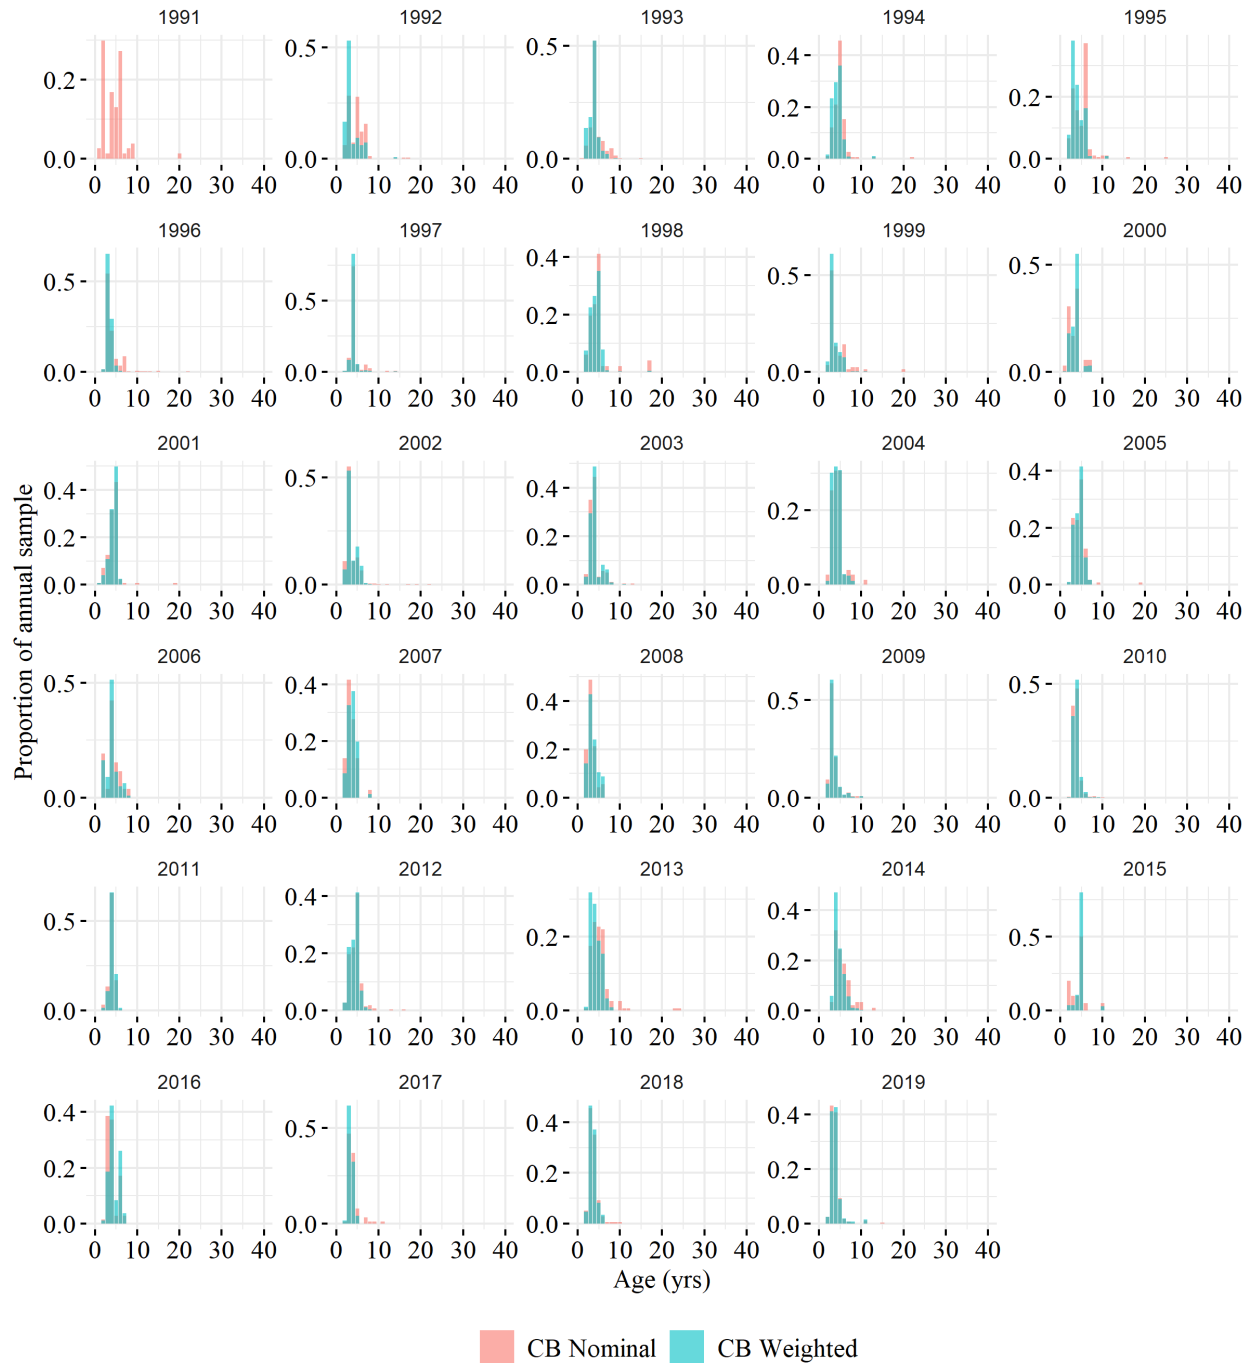 1991 1992 1993 1994 1995
0.2 0.5 0.5 0.4 0.2
0.2
0.0 0.0 0.0 0.0 0.0
0 10 20 30 40 0 10 20 30 40 0 10 20 30 40 0 10 20 30 40 0 10 20 30 40
1996 1997 1998 1999 2000
0.5 0.5 0.4 0.5 0.5
0.2
0.0 0.0 0.0 0.0 0.0
0 10 20 30 40 0 10 20 30 40 0 10 20 30 40 0 10 20 30 40 0 10 20 30 40
2001 2002 2003 2004 2005
0.4 0.5 0.4 0.2 0.4
0.2 0.2 0.2
0.0 0.0 0.0 0.0 0.0
0 10 20 30 40 0 10 20 30 40 0 10 20 30 40 0 10 20 30 40 0 10 20 30 40
Proportion of annual sample
2006 2007 2008 2009 2010
0.5 0.4 0.4 0.5 0.5
0.2 0.2
0.0 0.0 0.0 0.0 0.0
0 10 20 30 40 0 10 20 30 40 0 10 20 30 40 0 10 20 30 40 0 10 20 30 40
2011 2012 2013 2014 2015
0.5 0.4 0.2 0.4 0.5
0.2 0.2
0.0 0.0 0.0 0.0 0.0
0 10 20 30 40 0 10 20 30 40 0 10 20 30 40 0 10 20 30 40 0 10 20 30 40
2016 2017 2018 2019
0.4 0.5 0.4 0.4
0.2 0.2 0.2
0.0 0.0 0.0 0.0
0 10 20 30 40 0 10 20 30 40 0 10 20 30 40 0 10 20 30 40
Age (yrs)
CB Nominal CB Weighted